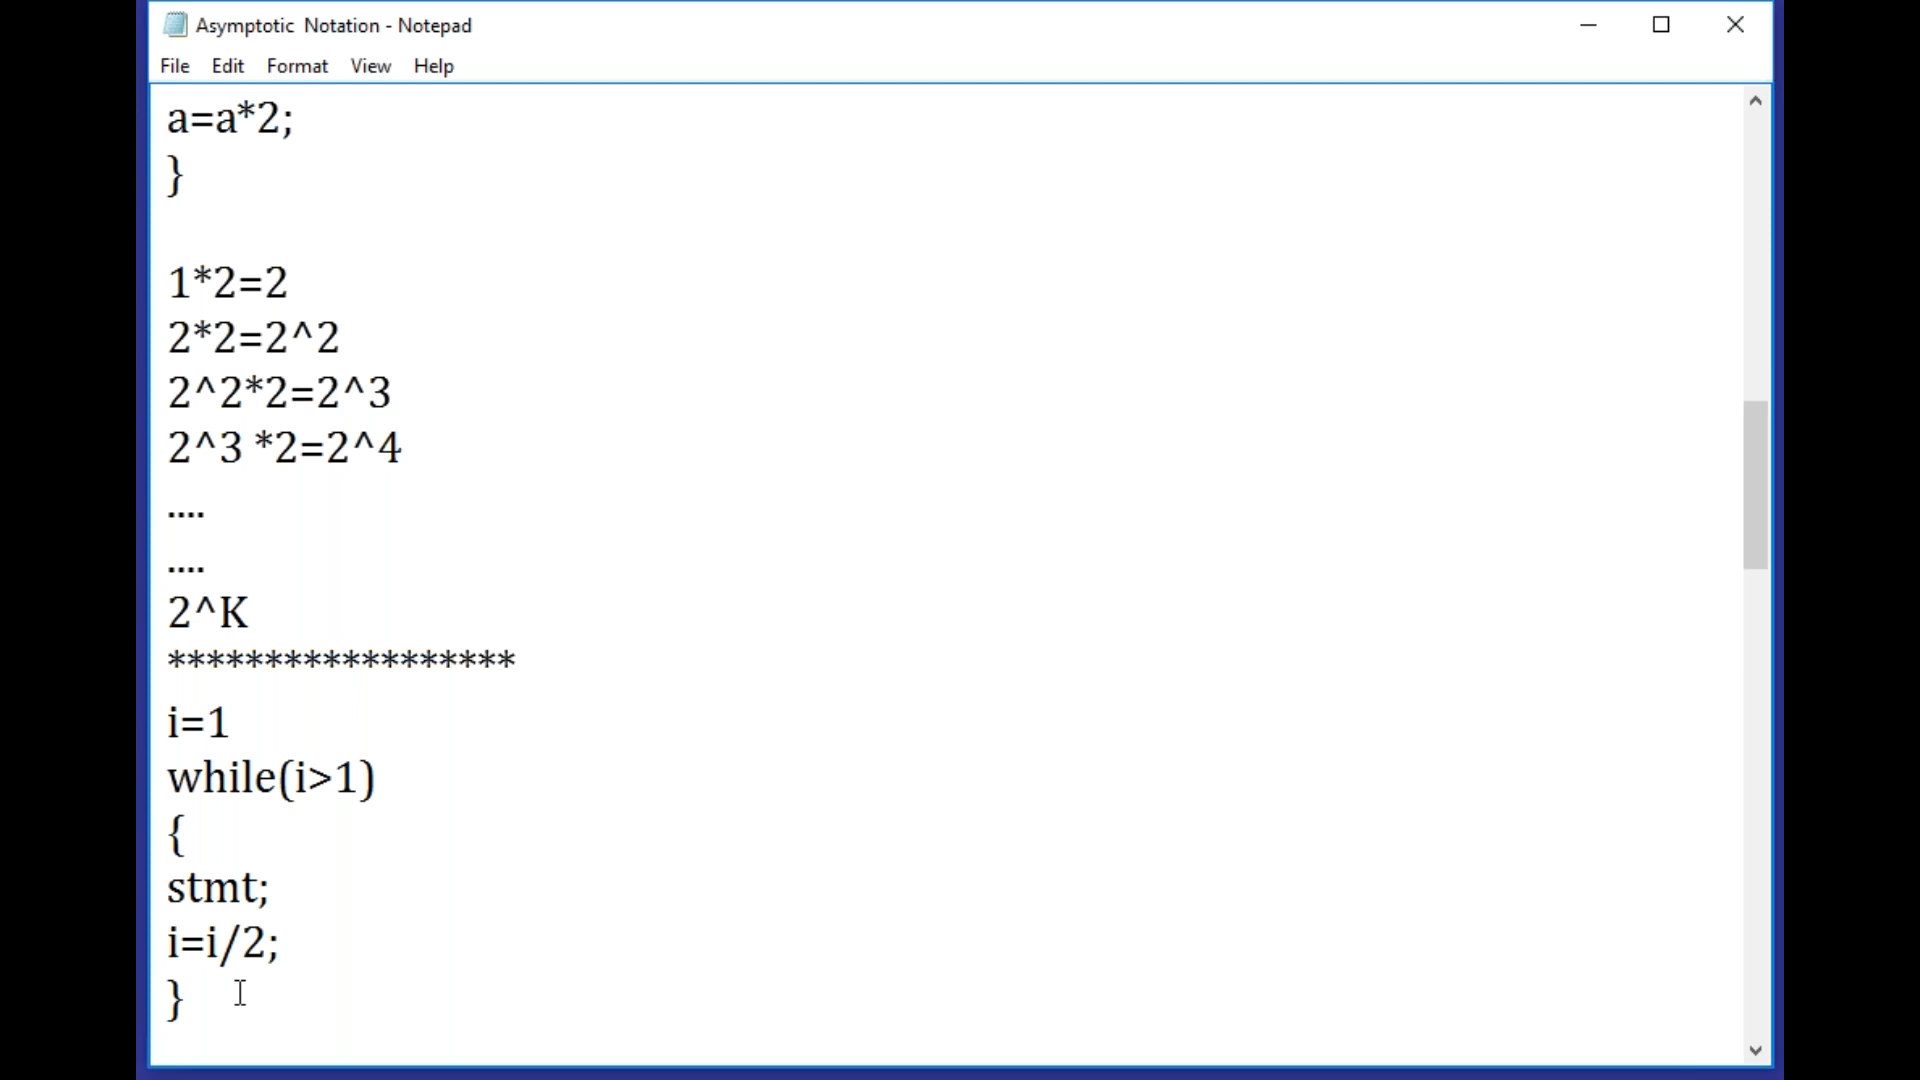 Asymptotic  Notation - Notepad
File Edit Format View Help
a=a*2;
}
1*2=2
2*2=2^2
2^2*2=2^3
2^3 *2=2^4
....
....
2^K
******************
i=1
while(i>1)
{
stmt;
i=i/2;
}